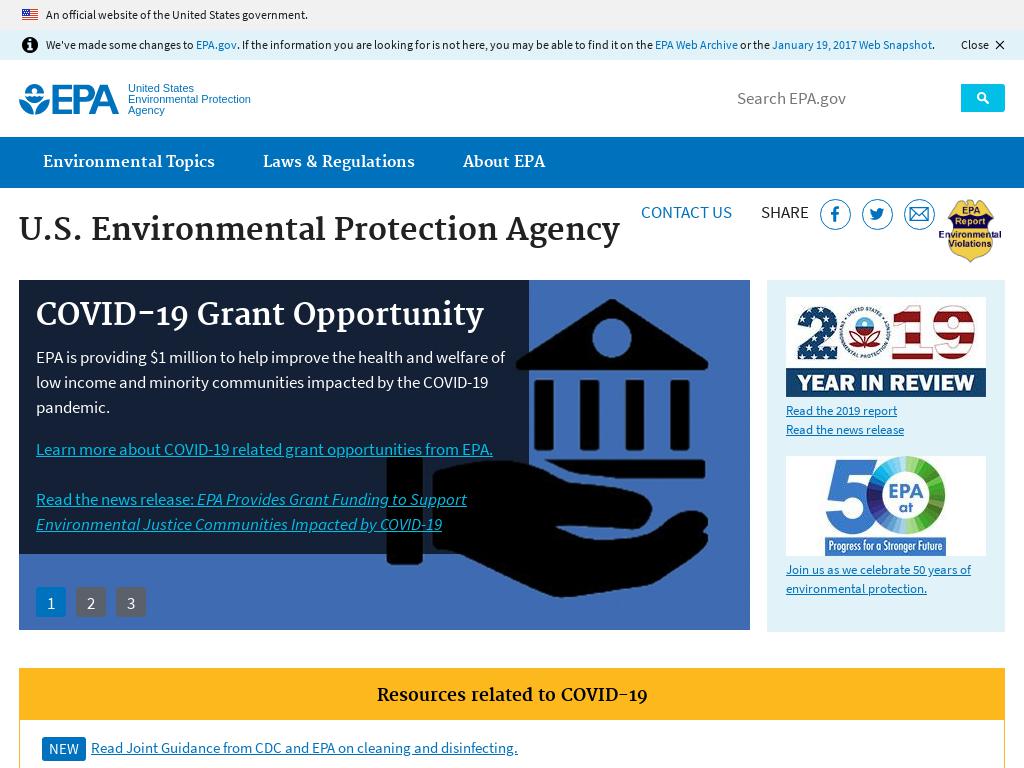 An official website of the United States government.
We've made some changes to EPA.gov. If the information you are looking for is not here, you may be able to find it on the EPA Web Archive or the January 19, 2017 Web Snapshot.
Close ×
EPA
United States
Environmental Protection
Agency
Search EPA.gov
Environmental Topics
Laws & Regulations
About EPA
U.S. Environmental Protection Agency
CONTACT US
SHARE
EPA
Report
Environmental
Violations
COVID-19 Grant Opportunity
EPA is providing $1 million to help improve the health and welfare of
low income and minority communities impacted by the COVID-19
pandemic.
Learn more about COVID-19 related grant opportunities from EPA.
Read the news release: EPA Provides Grant Funding to Support
Environmental Justice Communities Impacted by COVID-19
1
2
3
2019
YEAR IN REVIEW
Read the 2019 report
Read the news release
EPA
at
50
Progress for a Stronger Future
Join us as we celebrate 50 years of
environmental protection.
Resources related to COVID-19
NEW
Read Joint Guidance from CDC and EPA on cleaning and disinfecting.